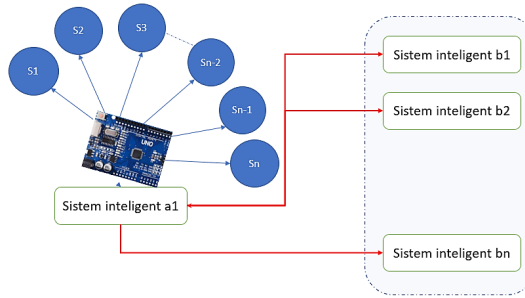 S1
S2
S3
Sn-2
Sn-1
Sn
UNO
Sistem inteligent a1
Sistem inteligent b1
Sistem inteligent b2
Sistem inteligent bn